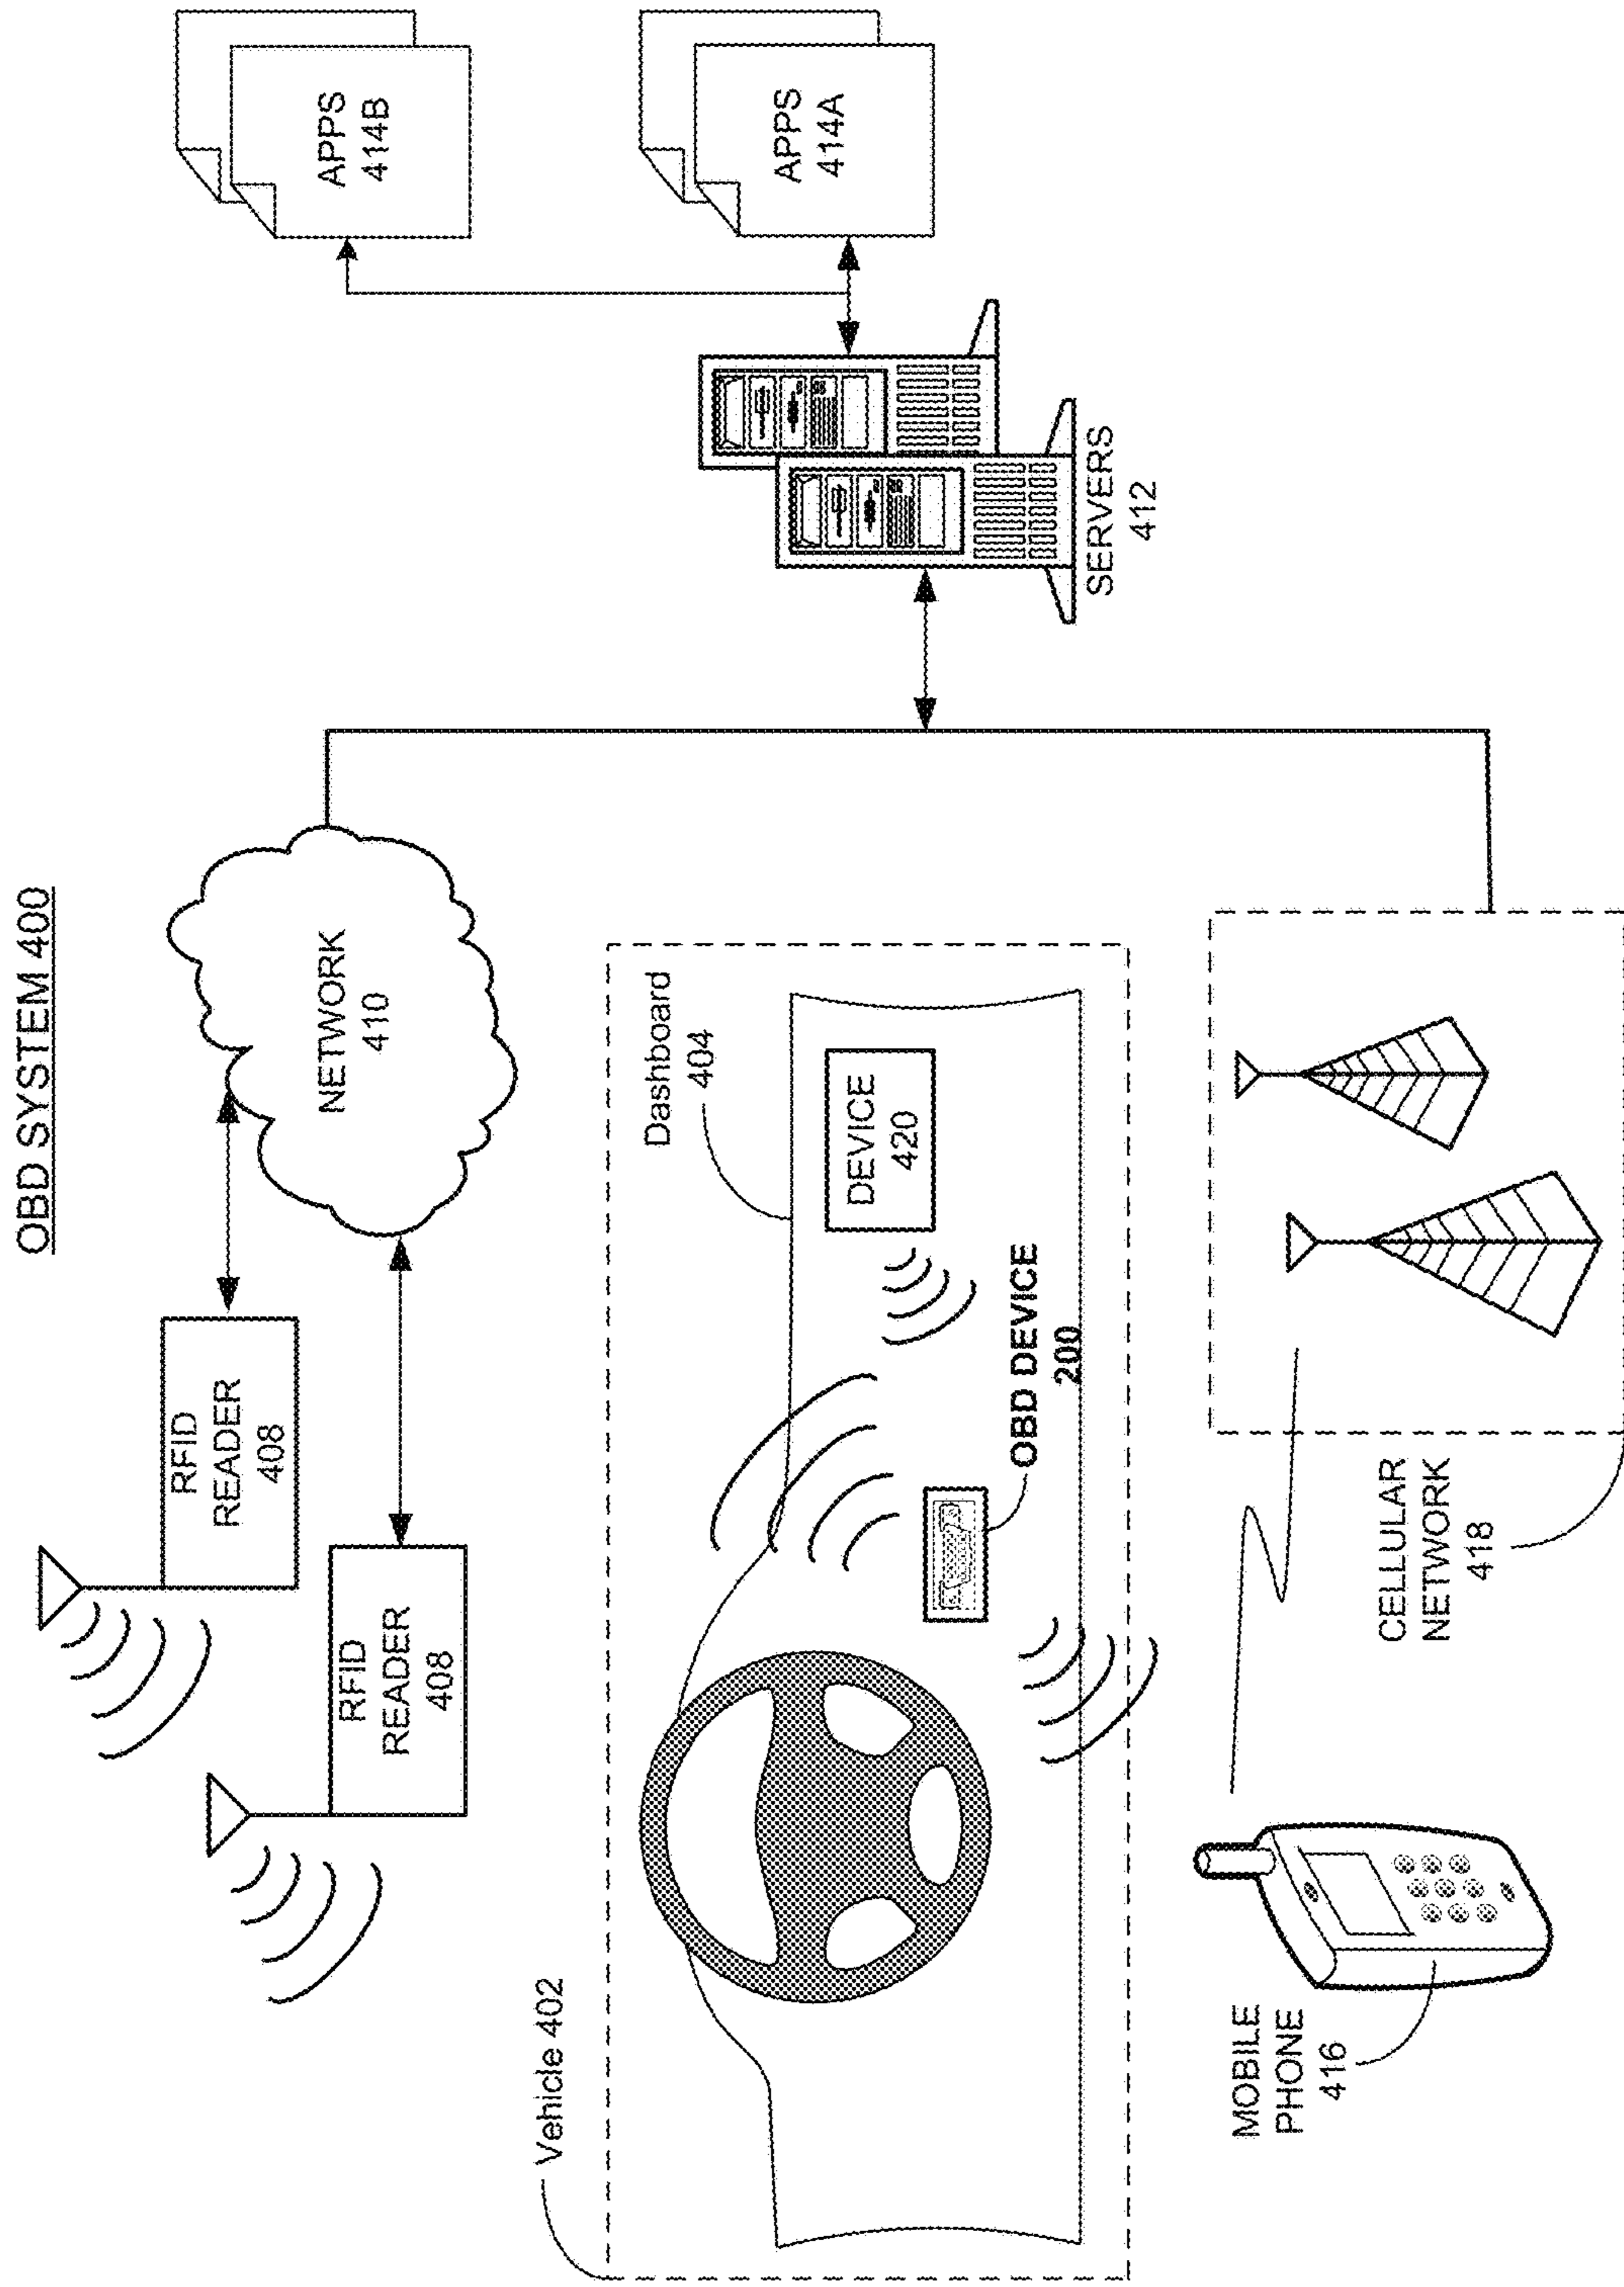 OBD SYSTEM 400
RFID
READER
408
RFID
READER
408
NETWORK
410
APPS
414B
APPS
414A
SERVERS
412
Vehicle 402
Dashboard
404
DEVICE
420
OBD DEVICE
200
MOBILE
PHONE
416
CELLULAR
NETWORK
418